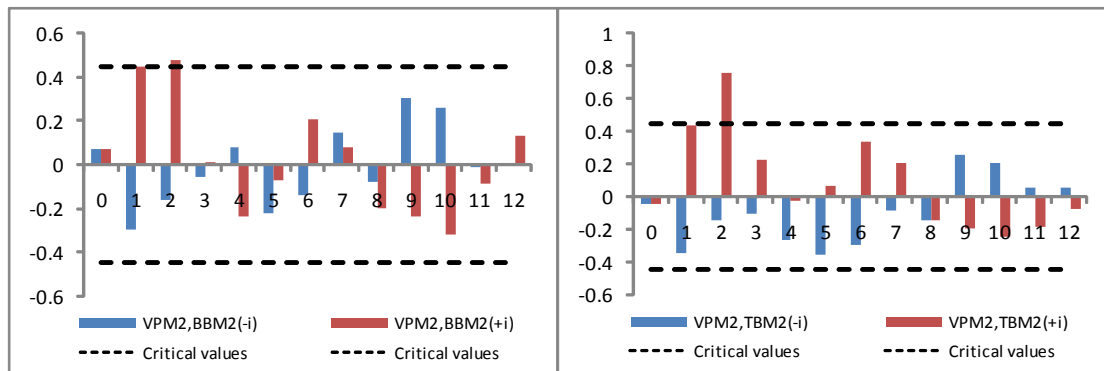 0.6
0.4
0.2
0
-0.2
-0.4
-0.6
0 1 2 3 4 5 6 7 8 9 10 11 12
VPM2,BBM2(-i) VPM2,BBM2(+i)
Critical values Critical values
1
0.8
0.6
0.4
0.2
0
-0.2
-0.4
-0.6
0 1 2 3 4 5 6 7 8 9 10 11 12
VPM2,TBM2(-i) VPM2,TBM2(+i)
Critical values Critical values